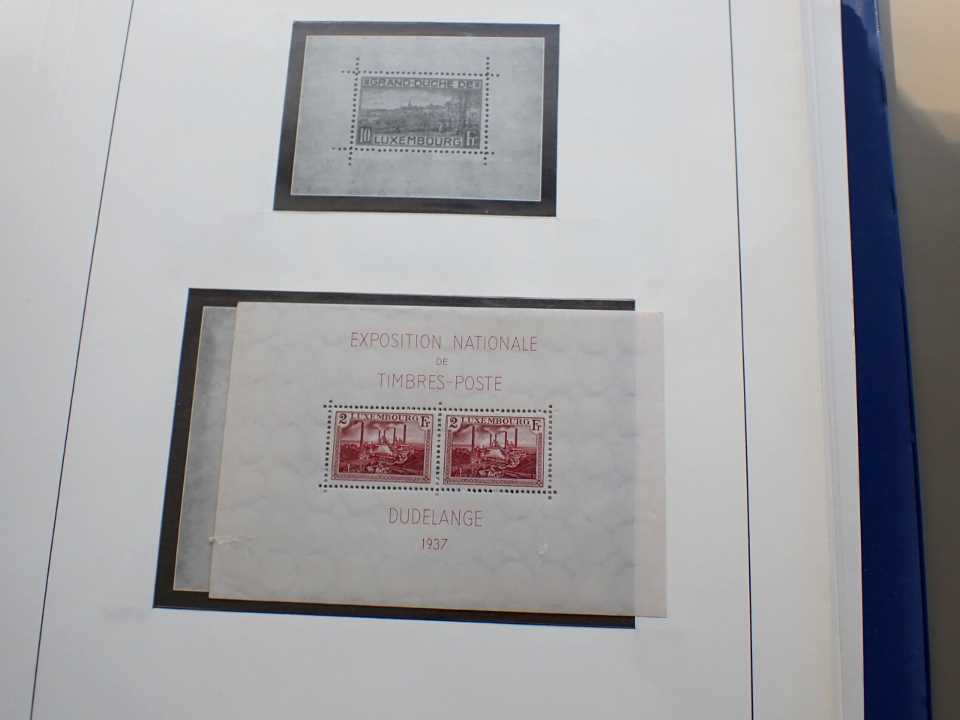 GRAND-DUCHÉ DE
10 LUXEMBOURG Fr.
EXPOSITION NATIONALE
DE
TIMBRES-POSTE
LUXEMBOURG
2 Fr
LUXEMBOURG
2 Fr
DUDELANGE
1937